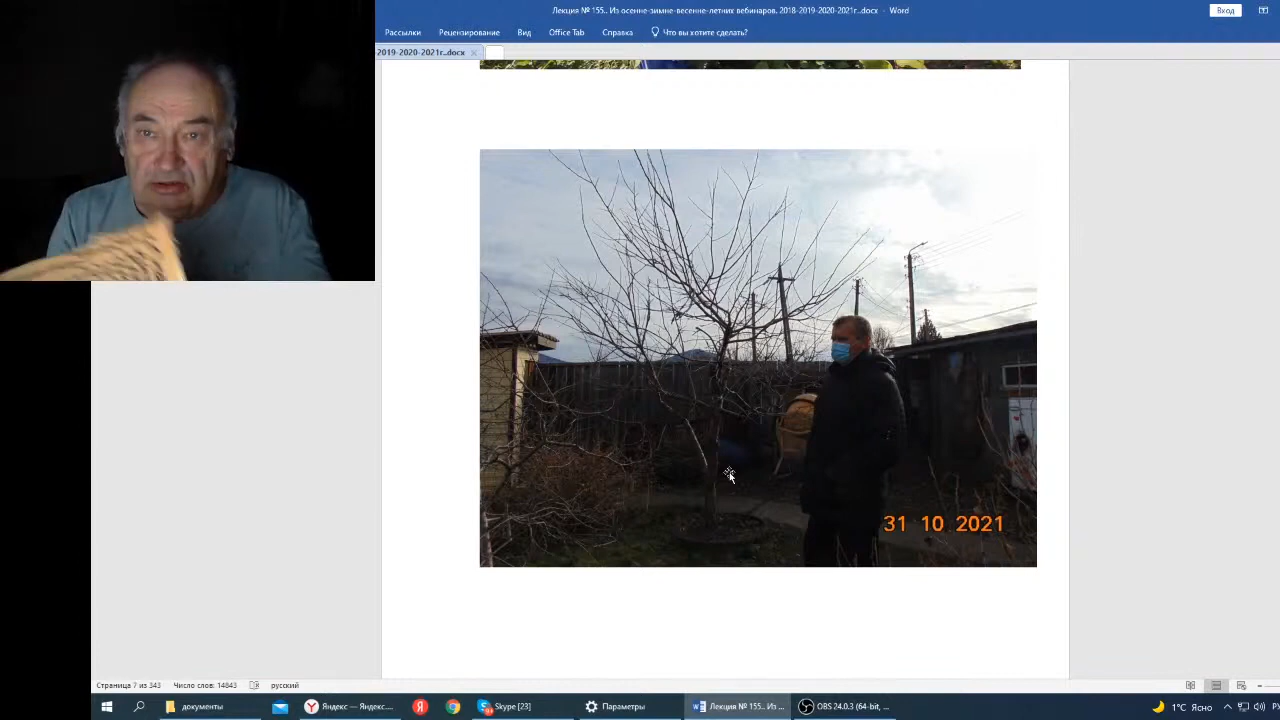 Лекция № 155.. Из осенне-зимне-весенне-летних вебинаров. 2018-2019-2020-2021г..docx - Word
Вход
Рассылки Рецензирование Вид Office Tab Справка Что вы хотите сделать?
2019-2020-2021г..docx
31 10 2021
Страница 7 из 343 Число слов: 14843 русский
документы Яндекс — Яндекс.... Я Skype [23] Параметры Лекция № 155.. Из ... OBS 24.0.3 (64-bit, ... 1°C Ясно